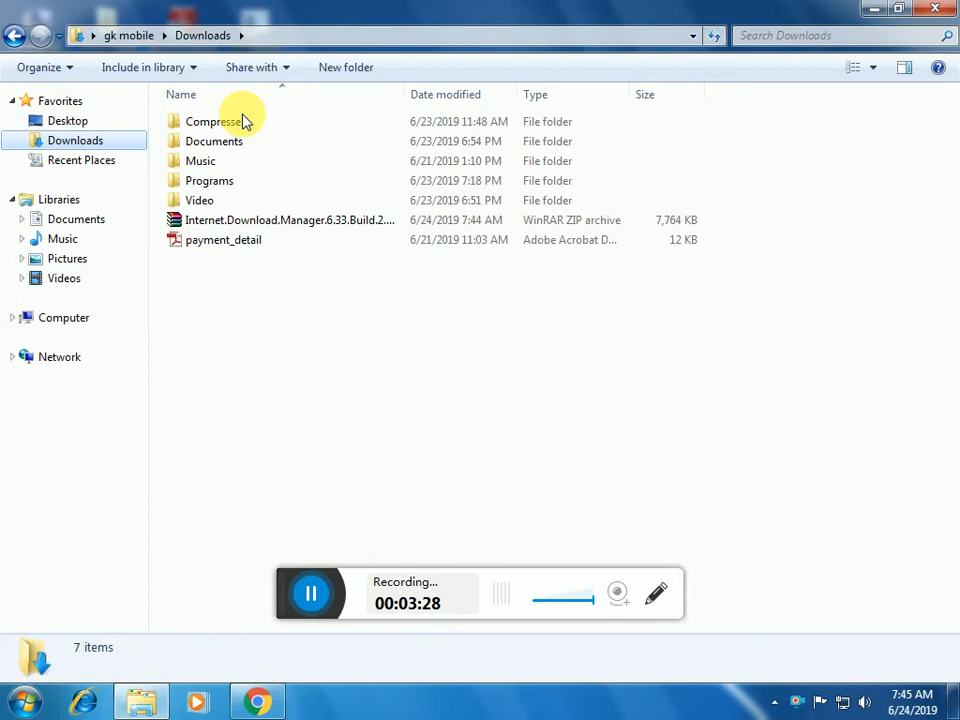 gk mobile Downloads Search Downloads
Organize Include in library Share with New folder
Name Date modified Type Size
Favorites
Desktop
Downloads
Recent Places
Libraries
Documents
Music
Pictures
Videos
Computer
Network
Compresse 6/23/2019 11:48 AM File folder
Documents 6/23/2019 6:54 PM File folder
Music 6/21/2019 1:10 PM File folder
Programs 6/23/2019 7:18 PM File folder
Video 6/23/2019 6:51 PM File folder
Internet.Download.Manager.6.33.Build.2.... 6/24/2019 7:44 AM WinRAR ZIP archive 7,764 KB
payment_detail 6/21/2019 11:03 AM Adobe Acrobat D... 12 KB
Recording...
00:03:28
7 items
7:45 AM
6/24/2019